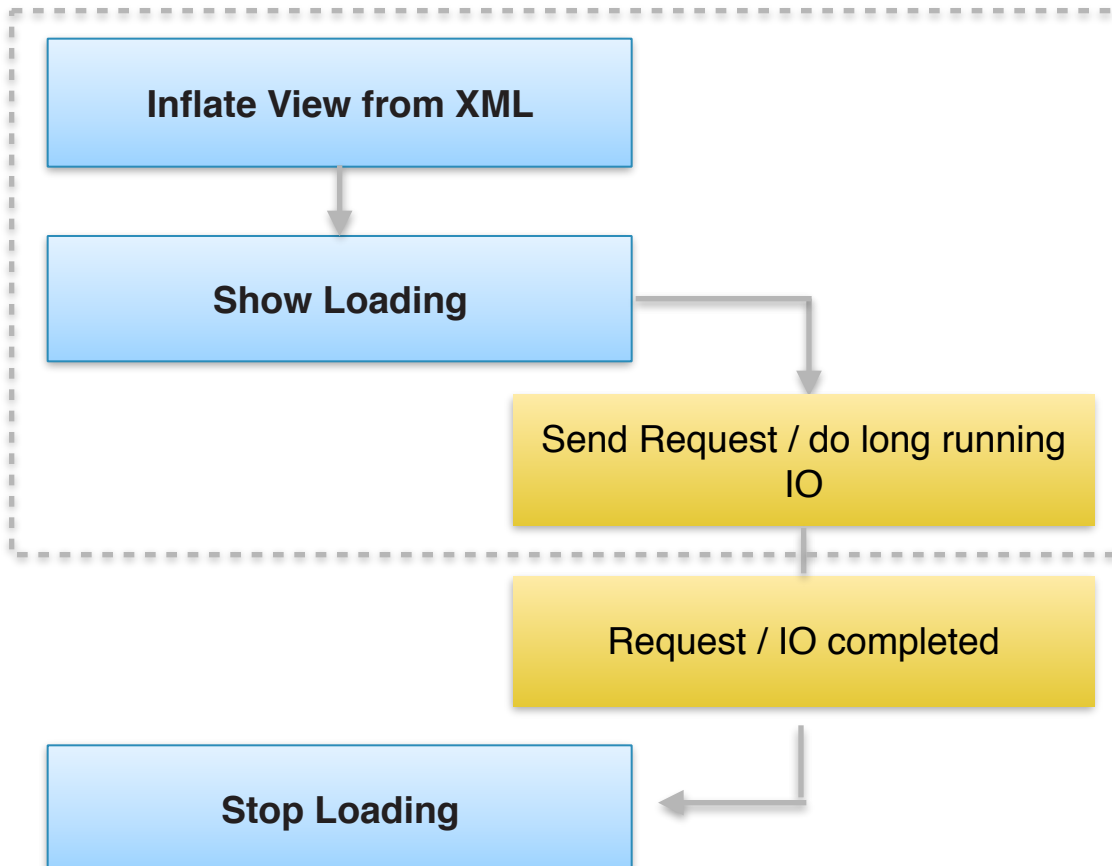 Inflate View from XML
Show Loading
Send Request / do long running
IO
Request / IO completed
Stop Loading